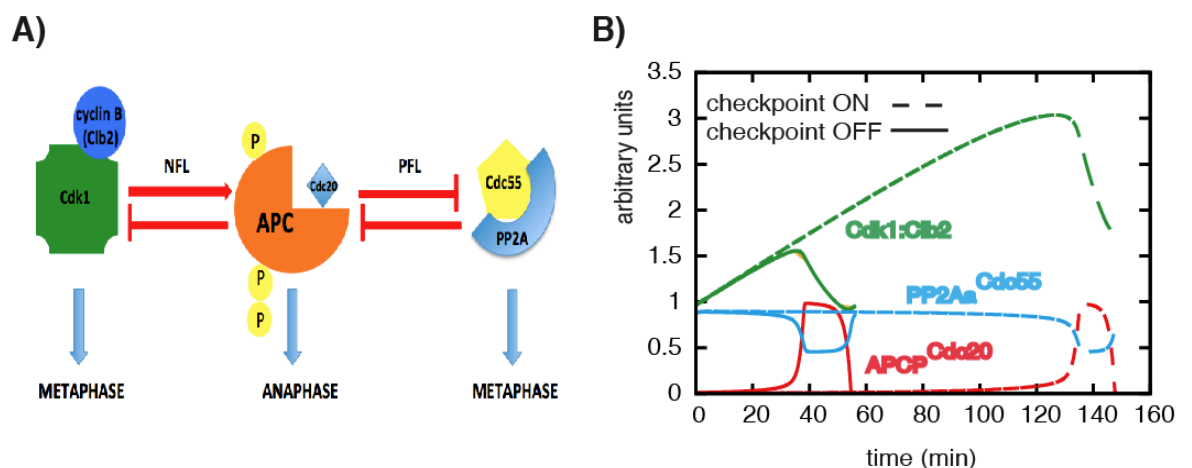 A)
cyclin B
(Clb2)
Cdk1
NFL
P
Cdc20
APC
P
P
PFL
Cdc55
PP2A
METAPHASE
ANAPHASE
METAPHASE
B)
arbitrary units
3.5
3
2.5
2
1.5
1
0.5
0
checkpoint ON
checkpoint OFF
Cdk1:Clb2
PP2Aa Cdc55
APCP Cdc20
0 20 40 60 80 100 120 140 160
time (min)